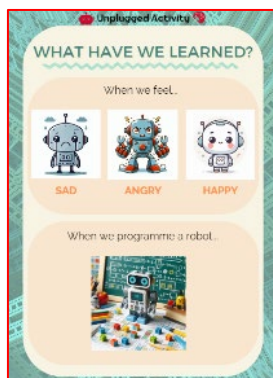 Unplugged Activity
WHAT HAVE WE LEARNED?
When we feel...
SAD ANGRY HAPPY
When we programme a robot...